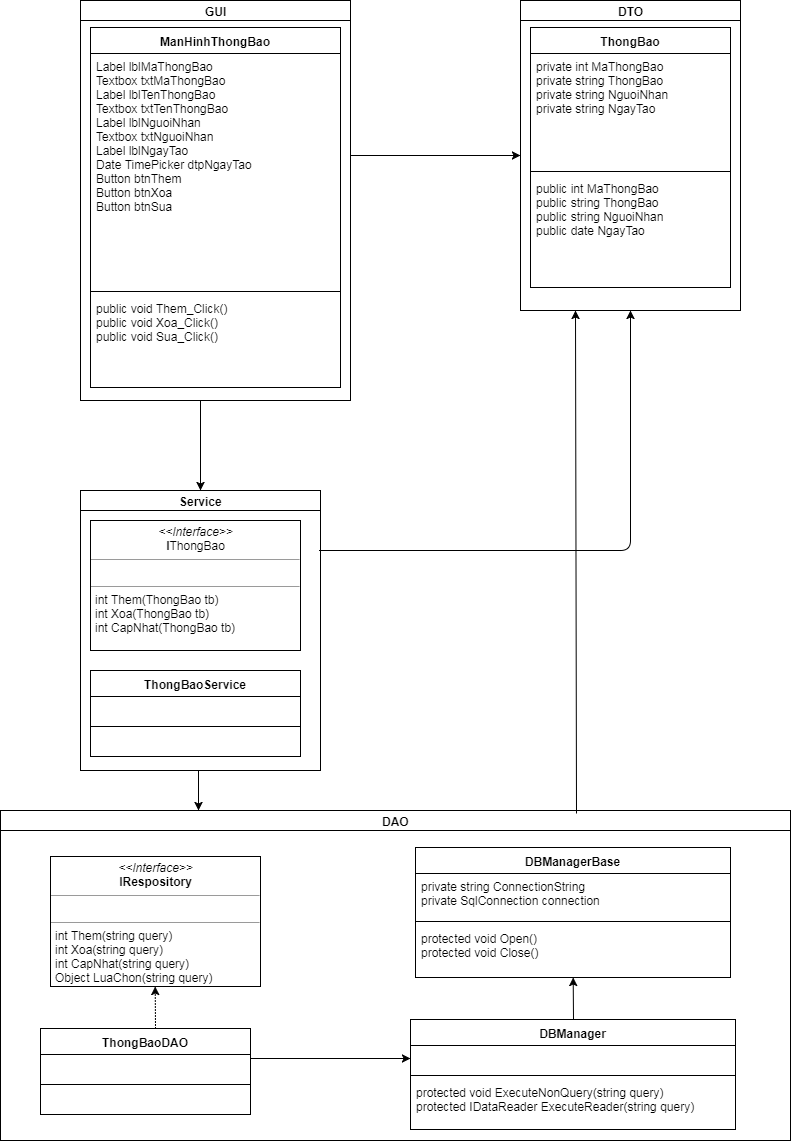 GUI
ManHinhThongBao
Label lblMaThongBao
Textbox txtMaThongBao
Label lblTenThongBao
Textbox txtTenThongBao
Label lblNguoiNhan
Textbox txtNguoiNhan
Label lblNgayTao
Date TimePicker dtpNgayTao
Button btnThem
Button btnXoa
Button btnSua
public void Them_Click()
public void Xoa_Click()
public void Sua_Click()
DTO
ThongBao
private int MaThongBao
private string ThongBao
private string NguoiNhan
private string NgayTao
public int MaThongBao
public string ThongBao
public string NguoiNhan
public date NgayTao
Service
<<Interface>>
IThongBao
int Them(ThongBao tb)
int Xoa(ThongBao tb)
int CapNhat(ThongBao tb)
ThongBaoService
DAO
<<Interface>>
IRespository
int Them(string query)
int Xoa(string query)
int CapNhat(string query)
Object LuaChon(string query)
ThongBaoDAO
DBManagerBase
private string ConnectionString
private SqlConnection connection
protected void Open()
protected void Close()
DBManager
protected void ExecuteNonQuery(string query)
protected IDataReader ExecuteReader(string query)